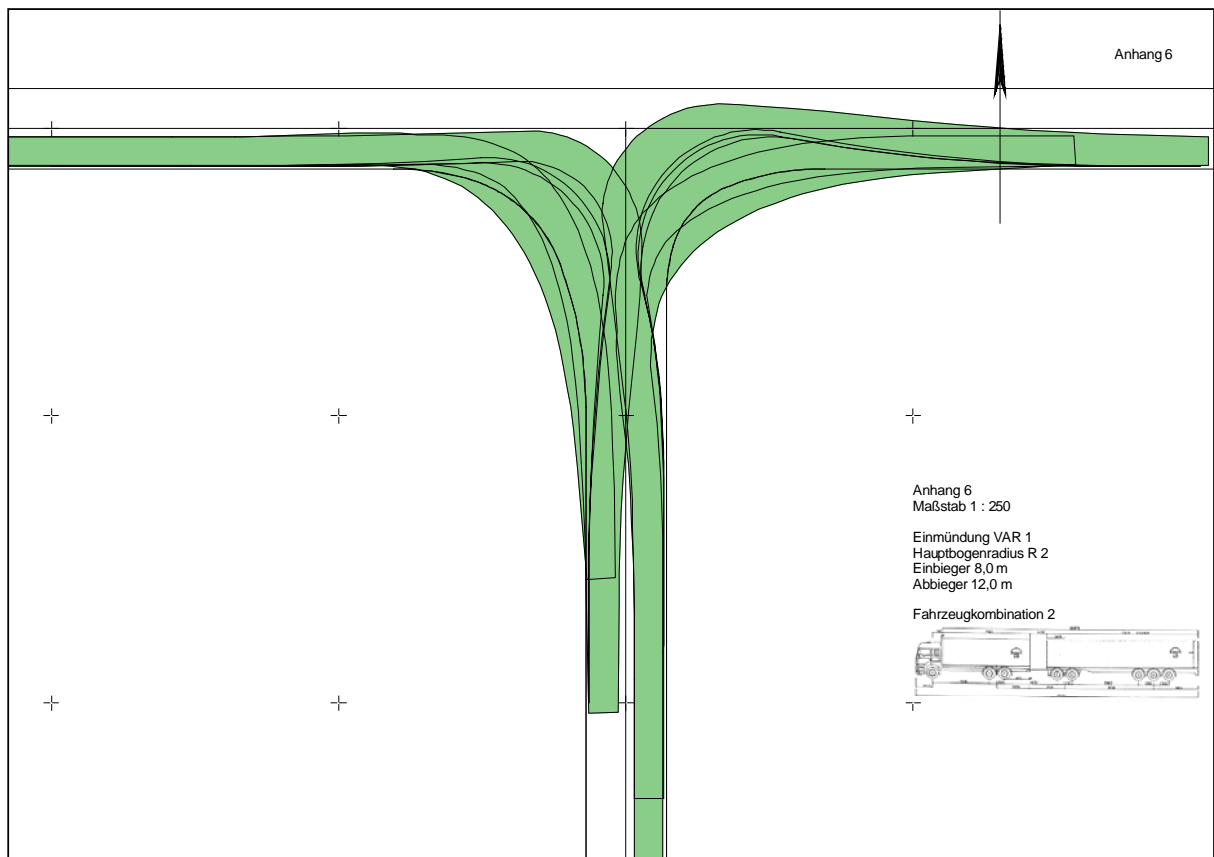 Anhang 6
Anhang 6
Maßstab 1 : 250
Einmündung VAR 1
Hauptbogenradius R 2
Einbieger 8,0 m
Abbieger 12,0 m
Fahrzeugkombination 2